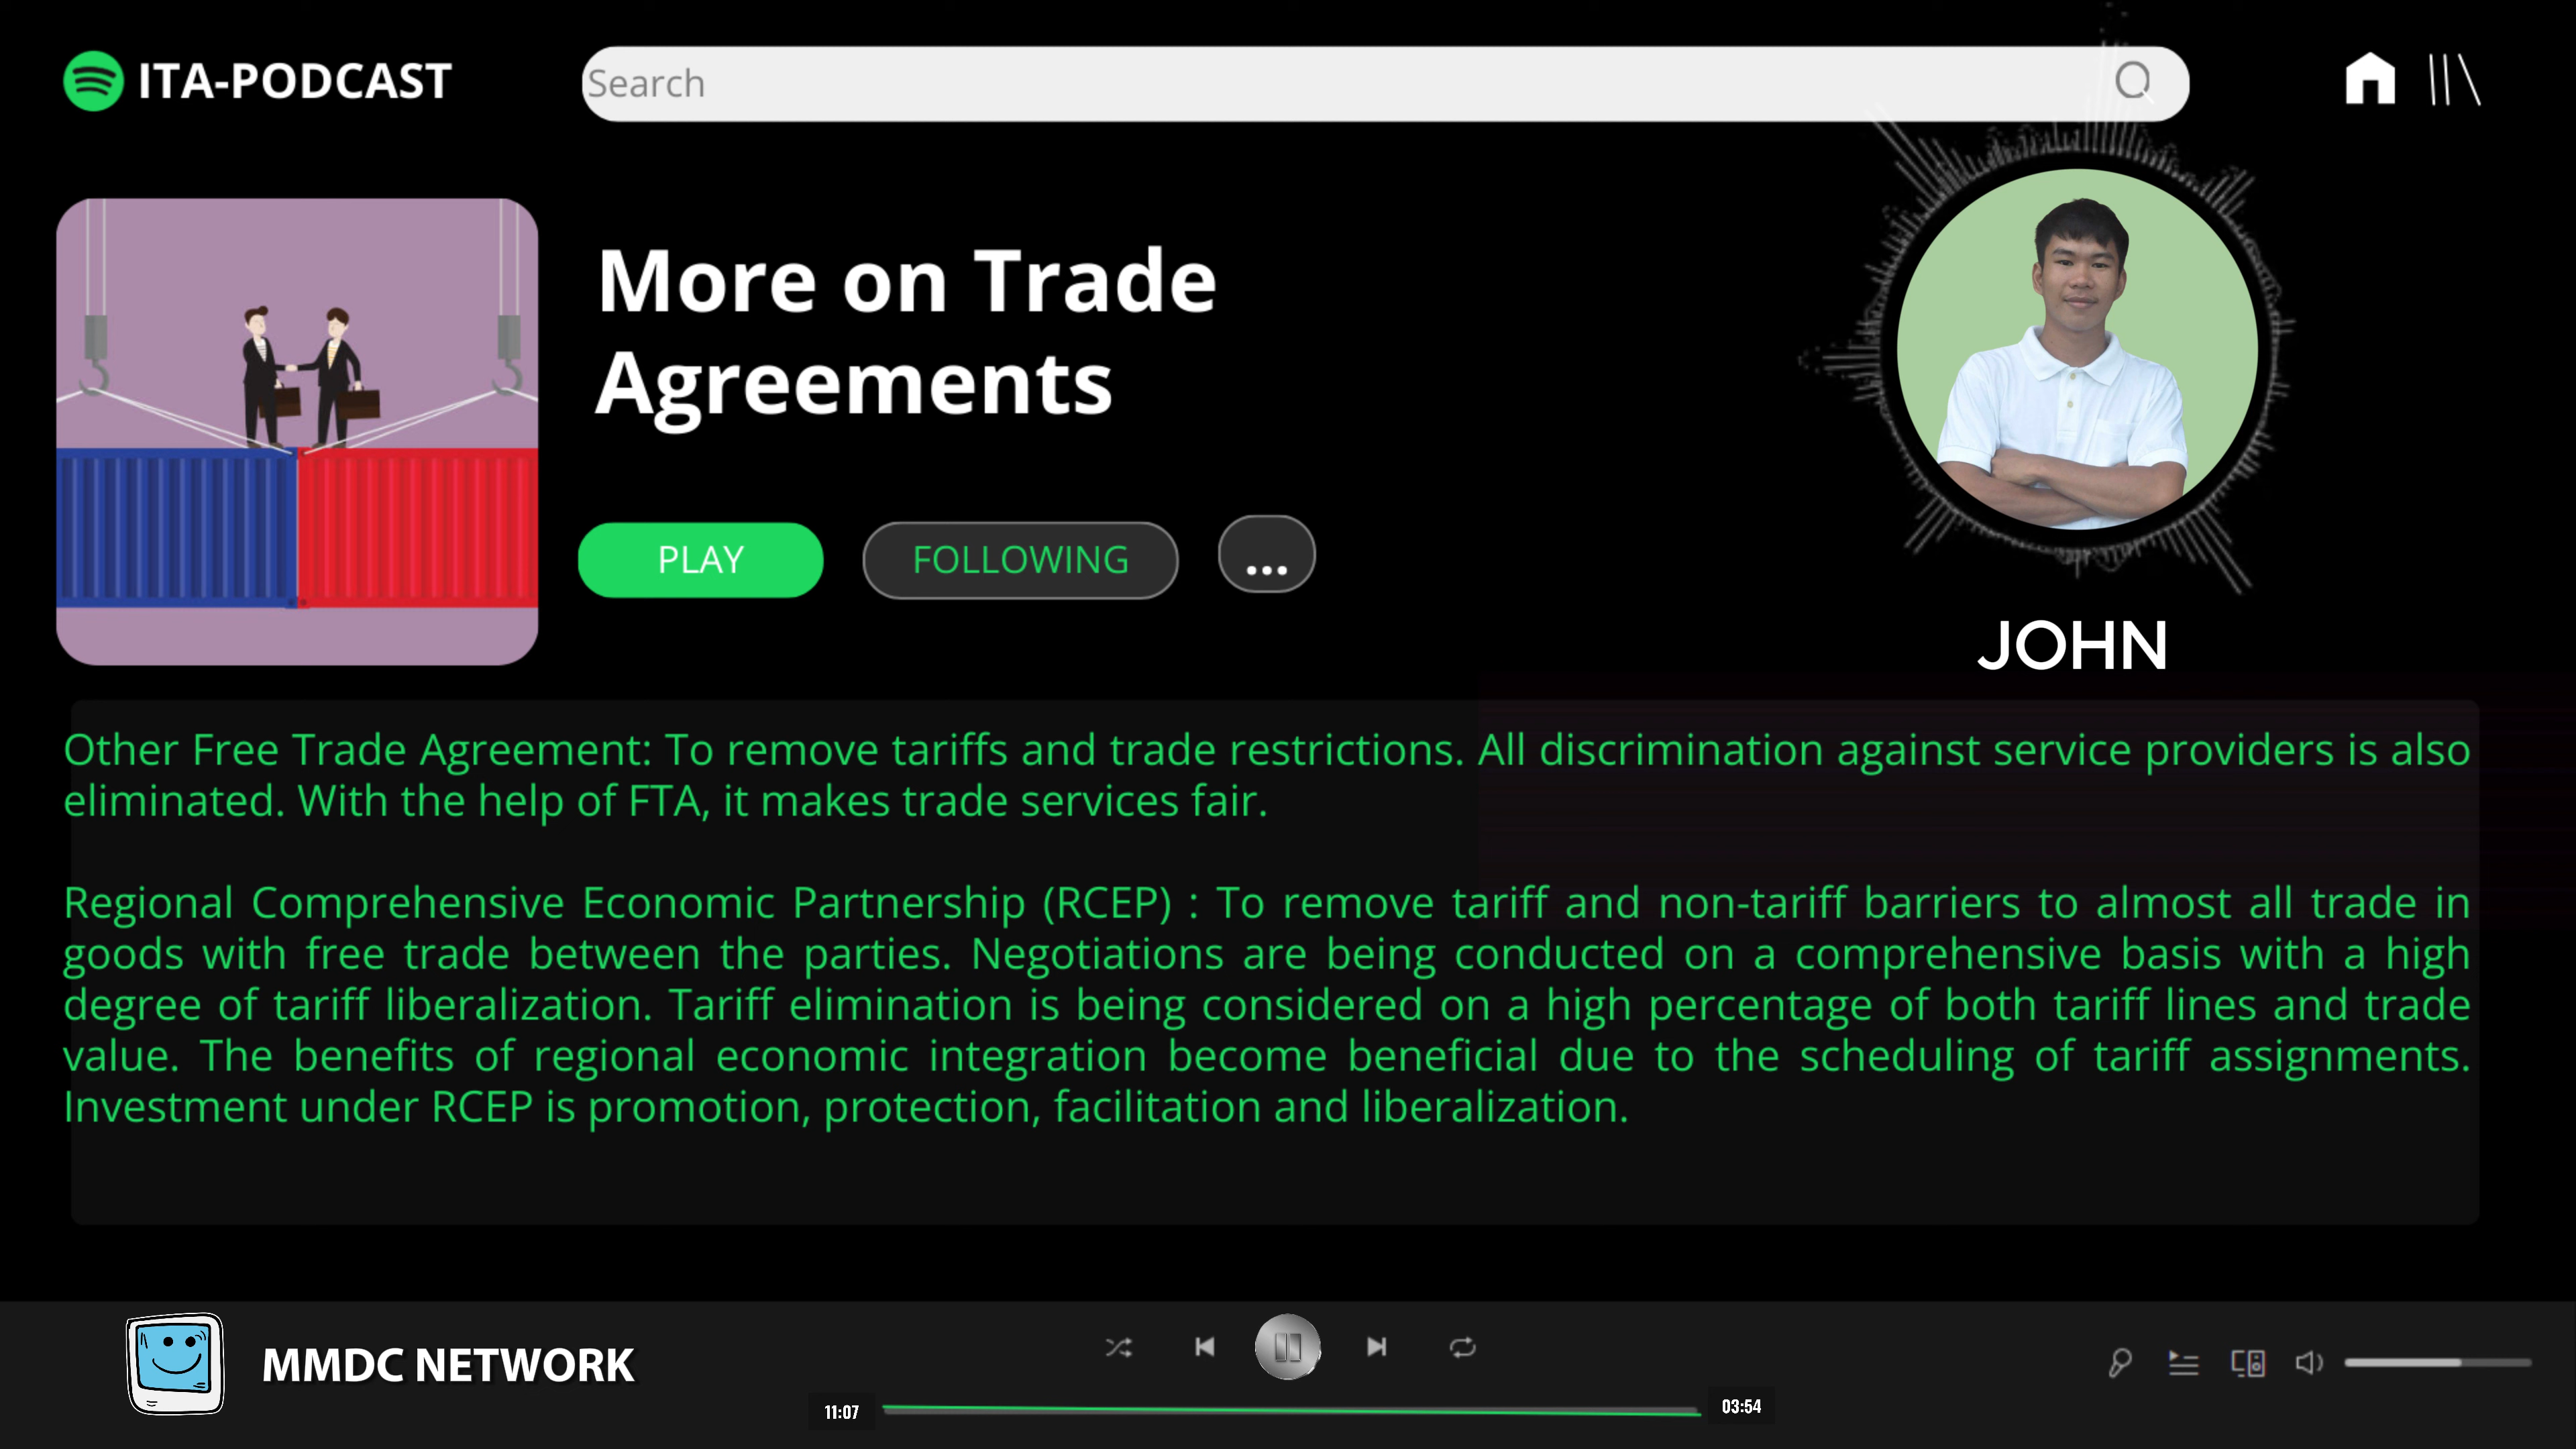 ITA-PODCAST
Search
More on Trade
Agreements
PLAY
FOLLOWING
...
JOHN
Other Free Trade Agreement: To remove tariffs and trade restrictions. All discrimination against service providers is also
eliminated. With the help of FTA, it makes trade services fair.
Regional Comprehensive Economic Partnership (RCEP) : To remove tariff and non-tariff barriers to almost all trade in
goods with free trade between the parties. Negotiations are being conducted on a comprehensive basis with a high
degree of tariff liberalization. Tariff elimination is being considered on a high percentage of both tariff lines and trade
value. The benefits of regional economic integration become beneficial due to the scheduling of tariff assignments.
Investment under RCEP is promotion, protection, facilitation and liberalization.
MMDC NETWORK
11:07
03:54